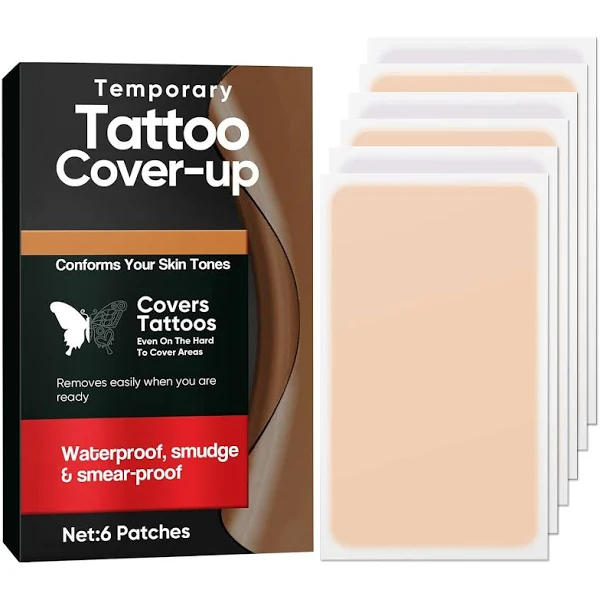 Temporary
Tattoo
Cover-up
Conforms Your Skin Tones
Covers
Tattoos
Even On The Hard
To Cover Areas
Removes easily when you are
ready
Waterproof, smudge
& smear-proof
Net:6 Patches